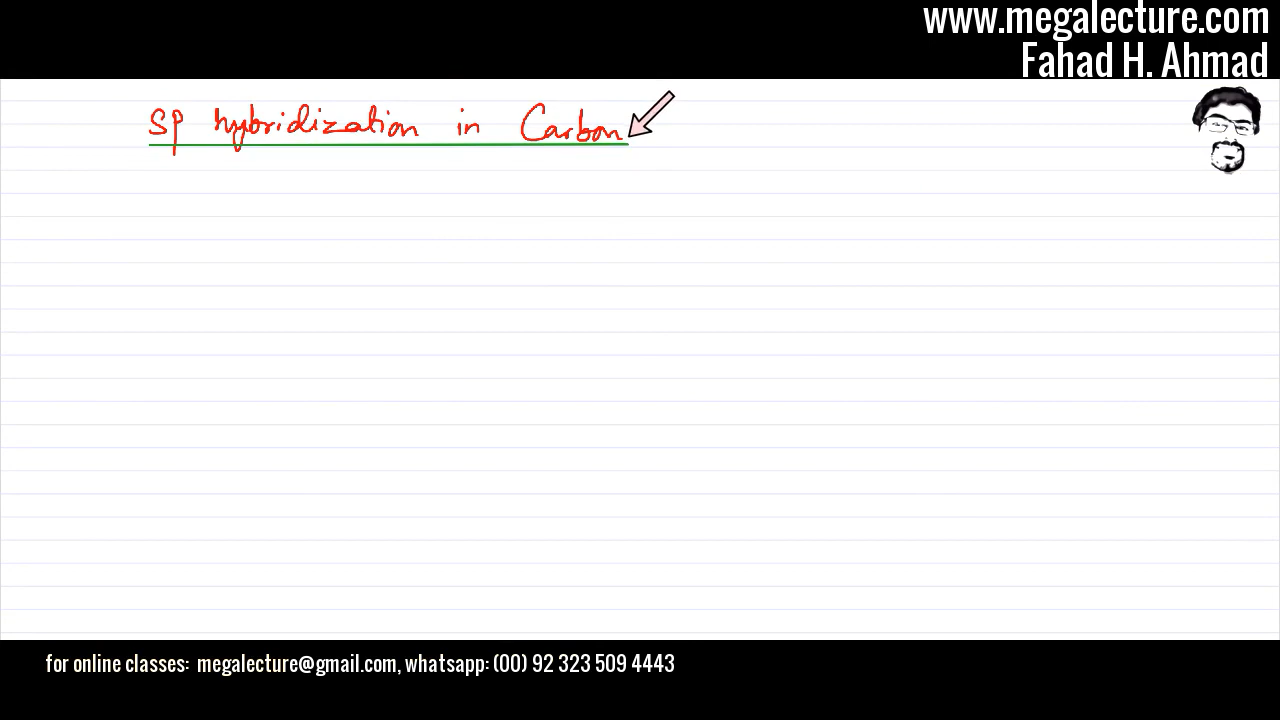 www.megalecture.com
Fahad H. Ahmad
SP hybridization in Carbon
for online classes: megalecture@gmail.com, whatsapp: (00) 92 323 509 4443